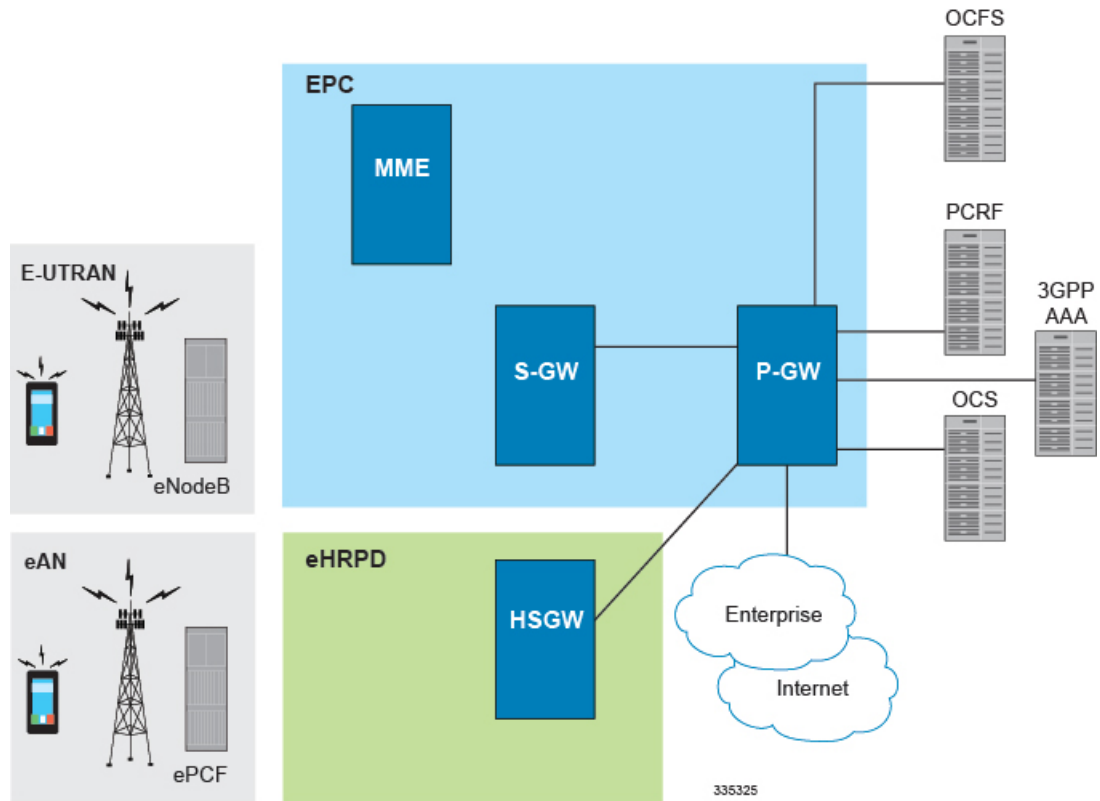 OCFS
EPC
MME
PCRF
E-UTRAN
3GPP
AAA
S-GW
P-GW
OCS
eNodeB
eAN
eHRPD
HSGW
Enterprise
Internet
ePCF
335325